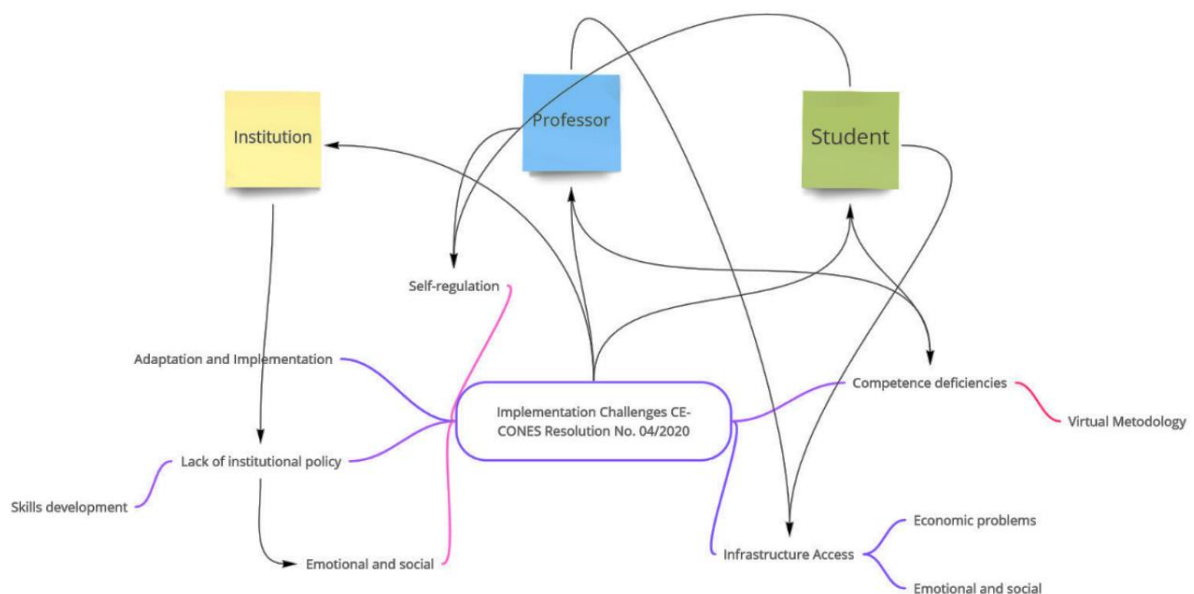 Institution
Professor
Student
Self-regulation
Adaptation and Implementation
Implementation Challenges CE-
CONES Resolution No. 04/2020
Competence deficiencies
Virtual Metodology
Lack of institutional policy
Skills development
Emotional and social
Infrastructure Access
Economic problems
Emotional and social